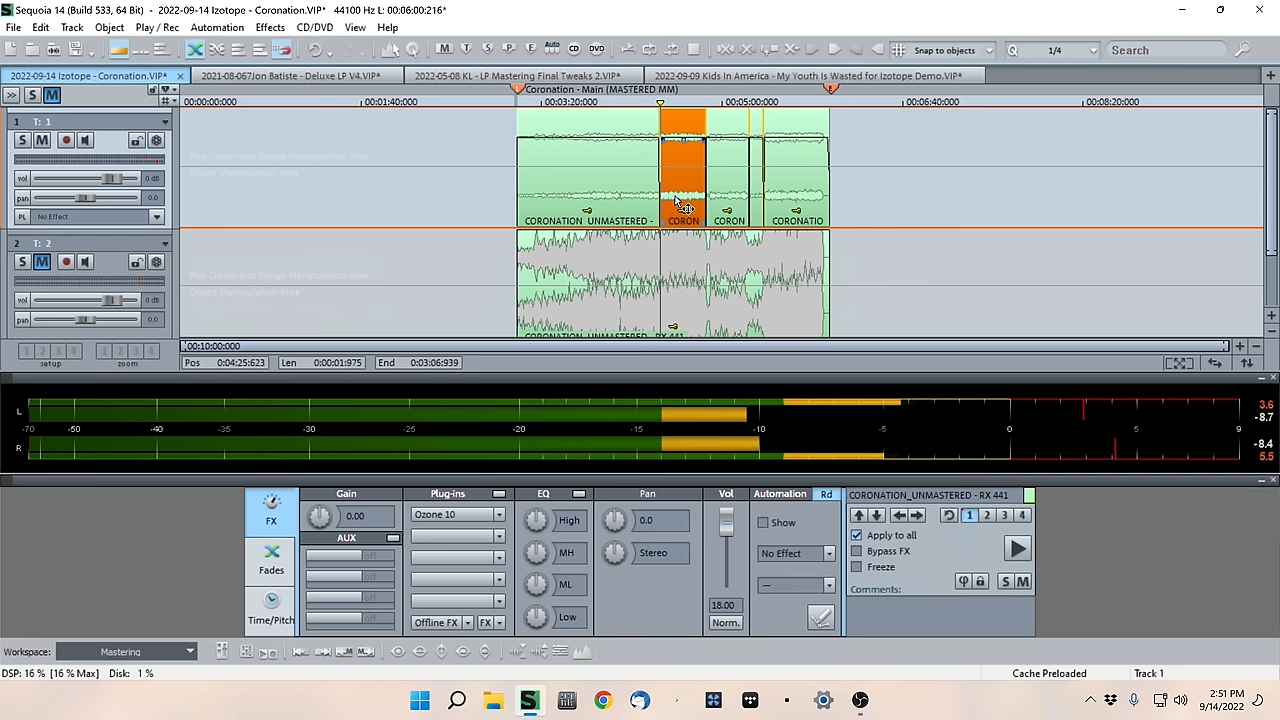 Sequoia 14 (Build 533, 64 Bit) - 2022-09-14 Izotope - Coronation.VIP* 44100 Hz L: 00:06:00:216*
File Edit Track Object Play / Rec Automation Effects CD/DVD View Help
M T S P E Auto CD DVD Snap to objects Q 1/4 Search
2022-09-14 Izotope - Coronation.VIP* × 2021-08-067Jon Batiste - Deluxe LP V4.VIP* 2022-05-08 KL - LP Mastering Final Tweaks 2.VIP* 2022-09-09 Kids In America - My Youth Is Wasted for Izotope Demo.VIP*
S M Coronation - Main (MASTERED MM) E
00:00:00:000 00:01:40:000 00:03:20:000 00:05:00:000 00:06:40:000 00:08:20:000
1 T: 1
S M
Play Cursor and Range Manipulation Area
Object Manipulation Area
vol 0 dB
pan 0.0
PL No Effect
CORONATION_UNMASTERED - CORON CORON CORONATIO
2 T: 2
S M
Play Cursor and Range Manipulation Area
Object Manipulation Area
vol 0 dB
pan 0.0
CORONATION_UNMASTERED - RX 441
00:10:00:000
1 2 3 4 1 2 3 4
setup zoom
Pos 0:04:25:623 Len 0:00:01:975 End 0:03:06:939
L 3.6
-8.7
-70 -50 -40 -35 -30 -25 -20 -15 -10 -5 0 5 9
R -8.4
5.5
FX Gain Plug-ins EQ Pan Vol Automation Rd CORONATION_UNMASTERED - RX 441
0.00 Ozone 10 High 0.0 Show 1 2 3 4
AUX Apply to all
Fades off MH Stereo No Effect Bypass FX
off Freeze
off ML S M
Time/Pitch off Offline FX FX Low 18.00 Norm. Comments:
Workspace: Mastering
DSP: 16 % [16 % Max] Disk: 1 % Cache Preloaded Track 1
2:51 PM
9/14/2022